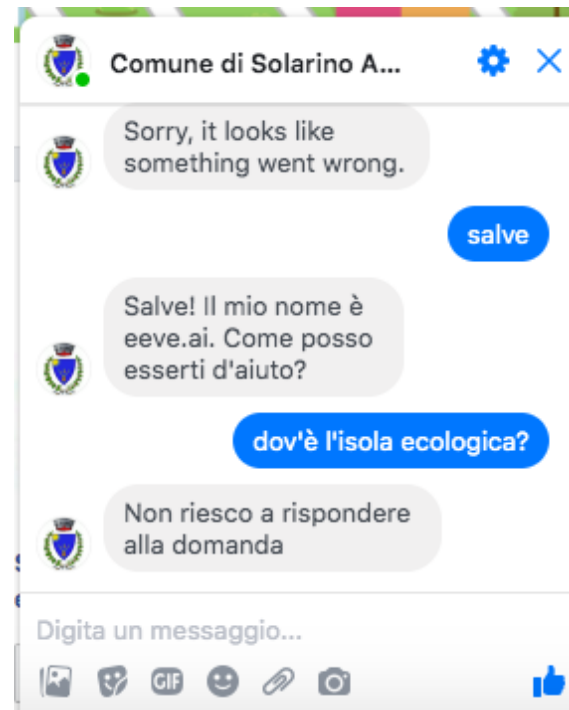 Comune di Solarino A...
Sorry, it looks like
something went wrong.
salve
Salve! Il mio nome è
eeve.ai. Come posso
esserti d'aiuto?
dov'è l'isola ecologica?
Non riesco a rispondere
alla domanda
Digita un messaggio...
GIF